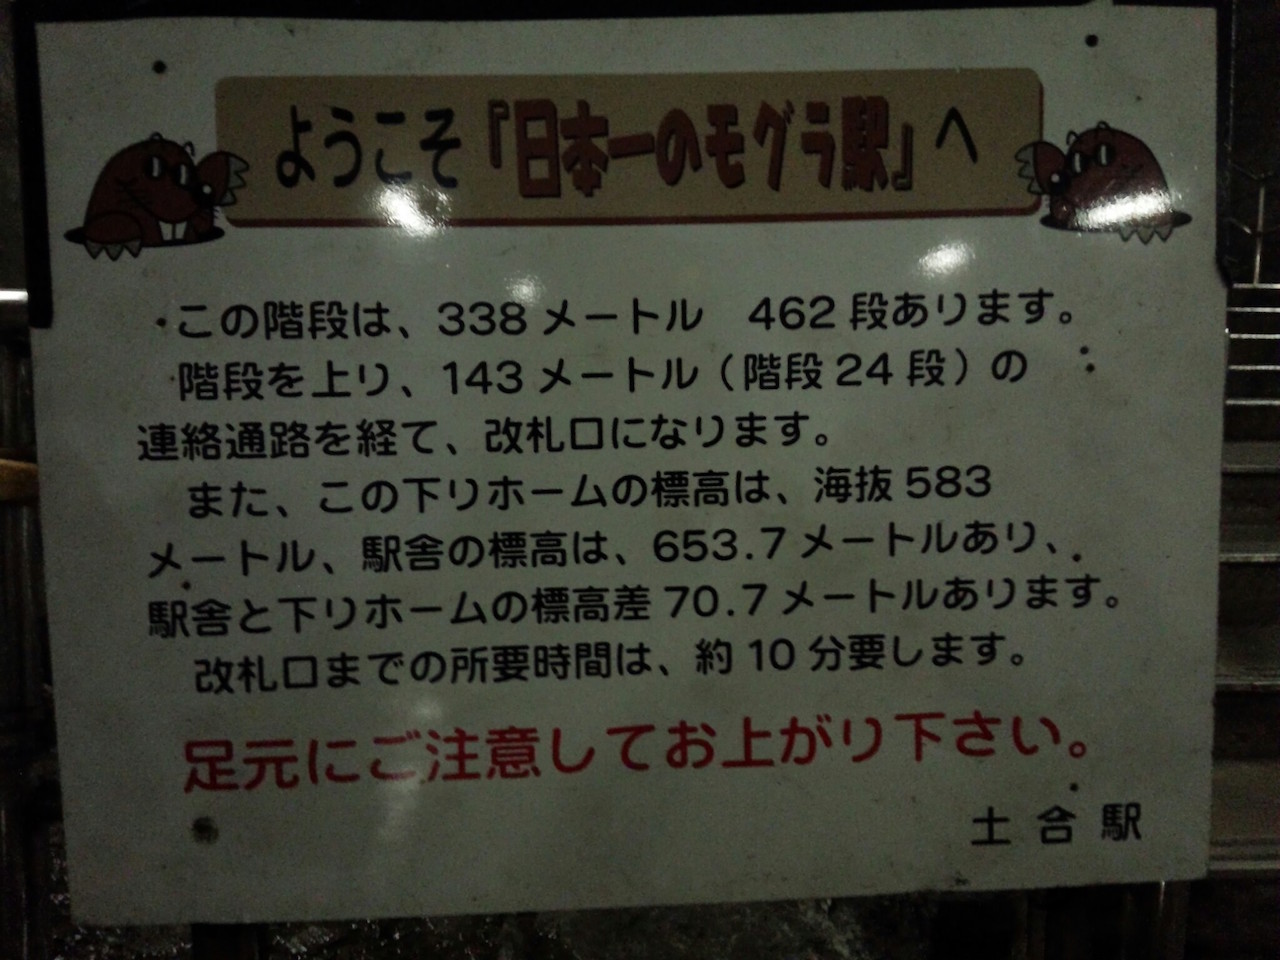 ようこそ『日本一のモグラ駅』へ
この階段は、338メートル　462段あります。
階段を上り、143メートル（階段24段）の
連絡通路を経て、改札口になります。
また、この下りホームの標高は、海抜583
メートル、駅舎の標高は、653.7メートルあり、
駅舎と下りホームの標高差70.7メートルあります。
改札口までの所要時間は、約10分要します。
足元にご注意してお上がり下さい。
土合駅